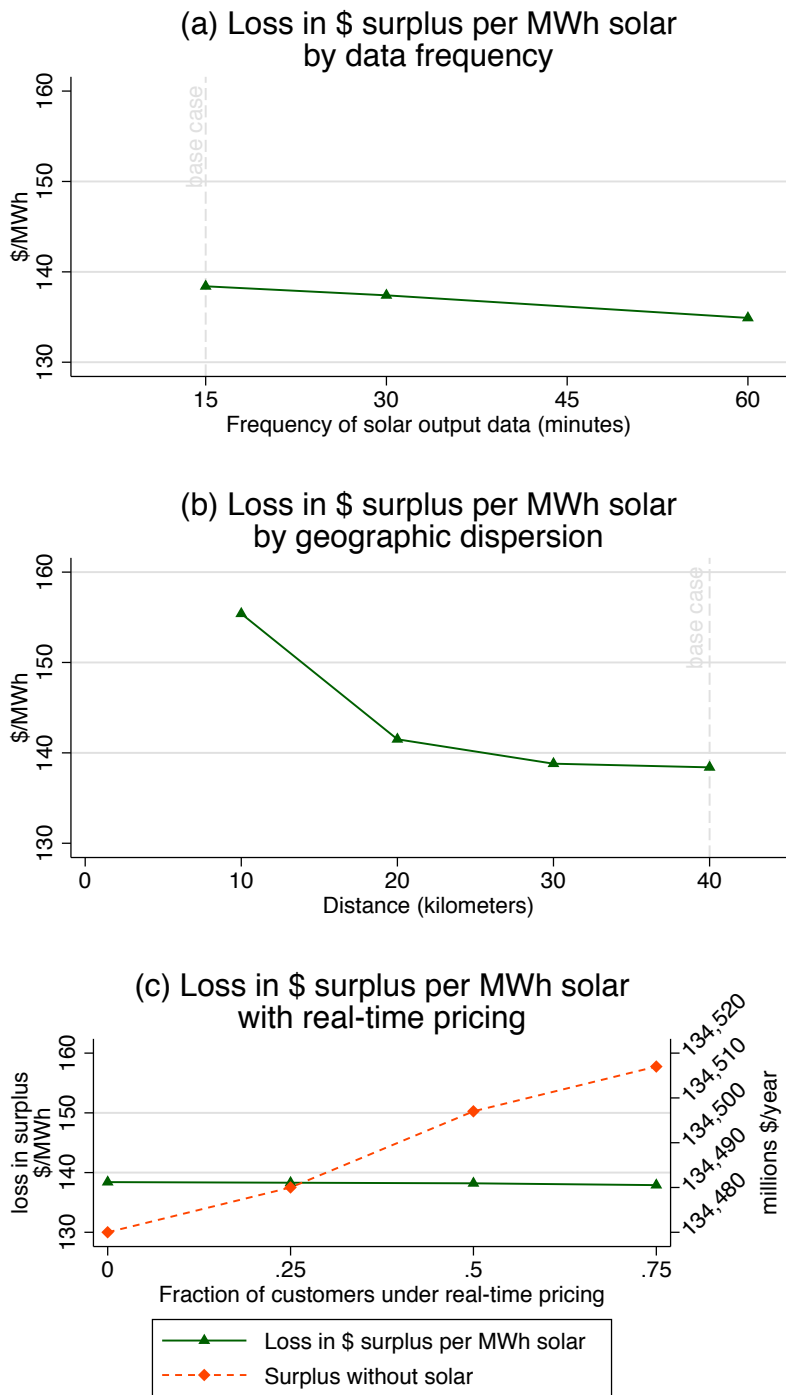 (a) Loss in $ surplus per MWh solar
by data frequency
160
150
140
130
$/MWh
base case
15
30
45
60
Frequency of solar output data (minutes)
(b) Loss in $ surplus per MWh solar
by geographic dispersion
160
150
140
130
$/MWh
base case
0
10
20
30
40
Distance (kilometers)
(c) Loss in $ surplus per MWh solar
with real-time pricing
160
150
140
130
loss in surplus
$/MWh
134,520
134,510
134,500
134,490
134,480
millions $/year
0
.25
.5
.75
Fraction of customers under real-time pricing
Loss in $ surplus per MWh solar
Surplus without solar